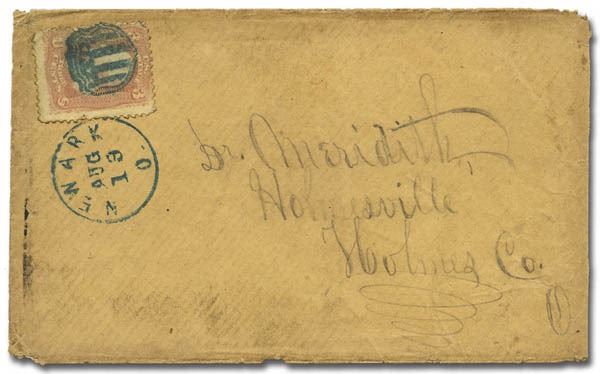 NEWARK O.
AUG
19
Dr. Meridith,
Holmesville
Holmes Co.
O